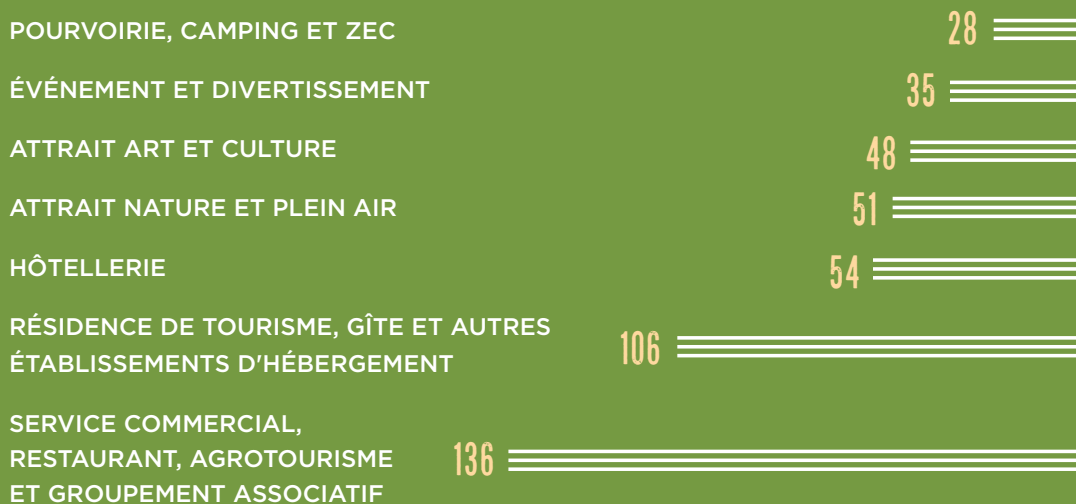 POURVOIRIE, CAMPING ET ZEC 28
ÉVÉNEMENT ET DIVERTISSEMENT 35
ATTRAIT ART ET CULTURE 48
ATTRAIT NATURE ET PLEIN AIR 51
HÔTELLERIE 54
RÉSIDENCE DE TOURISME, GÎTE ET AUTRES
ÉTABLISSEMENTS D'HÉBERGEMENT 106
SERVICE COMMERCIAL,
RESTAURANT, AGROTOURISME 136
ET GROUPEMENT ASSOCIATIF